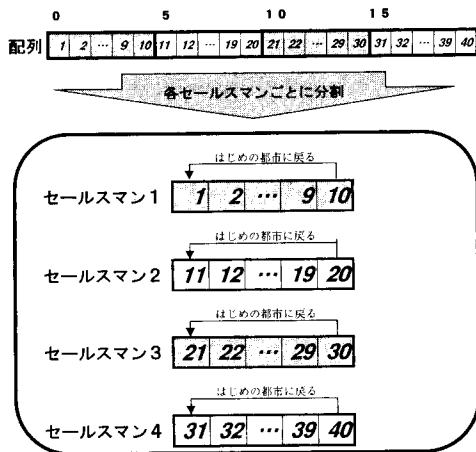 0 5 10 15
配列 1 2 … 9 10 11 12 … 19 20 21 22 … 29 30 31 32 … 39 40
各セールスマンごとに分割
はじめの都市に戻る
セールスマン1 1 2 … 9 10
はじめの都市に戻る
セールスマン2 11 12 … 19 20
はじめの都市に戻る
セールスマン3 21 22 … 29 30
はじめの都市に戻る
セールスマン4 31 32 … 39 40